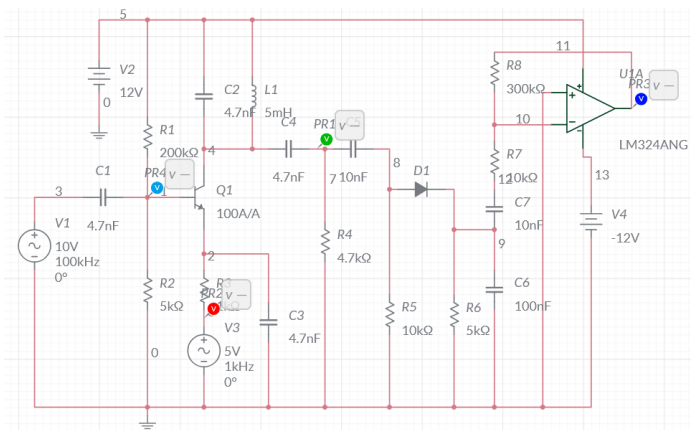 5
11
V2
12V
0
C2
4.7nF
L1
5mH
R8
300kΩ
U1A
PR3
V
v —
LM324ANG
R1
200kΩ
C4
4.7nF
PR1
V
v —
C5
10nF
10
4
7
8
PR4
V
v —
1
R7
10kΩ
12
13
3
C1
4.7nF
Q1
100A/A
D1
C7
10nF
V4
-12V
V1
10V
100kHz
0°
2
R4
4.7kΩ
9
R2
5kΩ
R3
1kΩ
PR2
V
v —
C3
4.7nF
R5
10kΩ
R6
5kΩ
C6
100nF
0
V3
5V
1kHz
0°